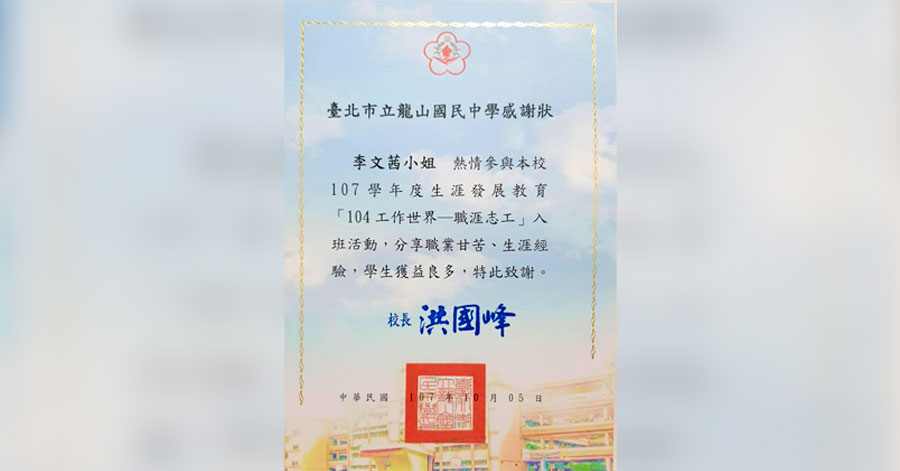 臺北市立龍山國民中學感謝狀
李文茜小姐 熱情參與本校
107學年度生涯發展教育
「104工作世界—職涯志工」入
班活動，分享職業甘苦、生涯經
驗，學生獲益良多，特此致謝。
校長 洪國峰
中華民國 107年10月05日